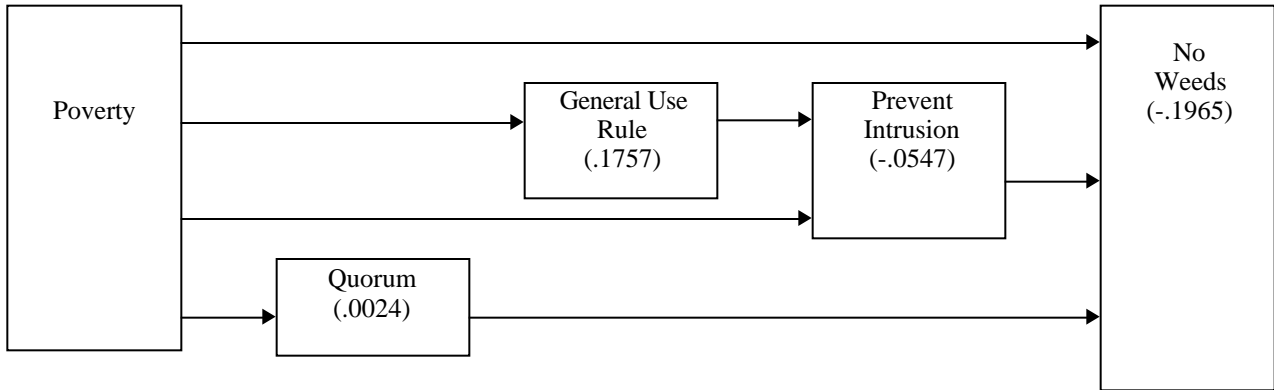 Poverty
General Use
Rule
(.1757)
Prevent
Intrusion
(-.0547)
No
Weeds
(-.1965)
Quorum
(.0024)